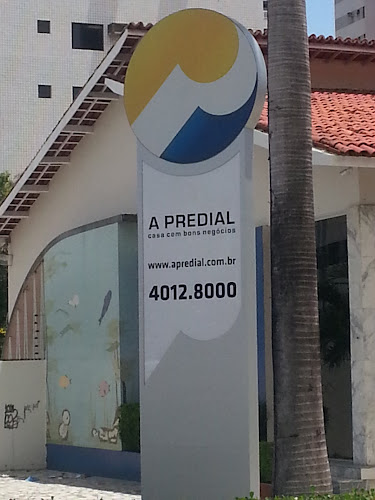 A PREDIAL
casa com bons negócios
www.apredial.com.br
4012.8000